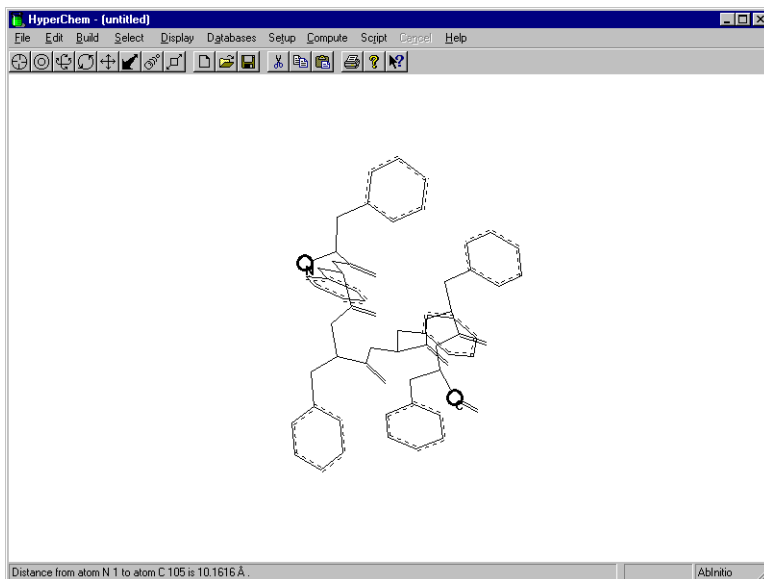 HyperChem - (untitled)
File Edit Build Select Display Databases Setup Compute Script Cancel Help
N
C
Distance from atom N 1 to atom C 105 is 10.1616 Å .
AbInitio